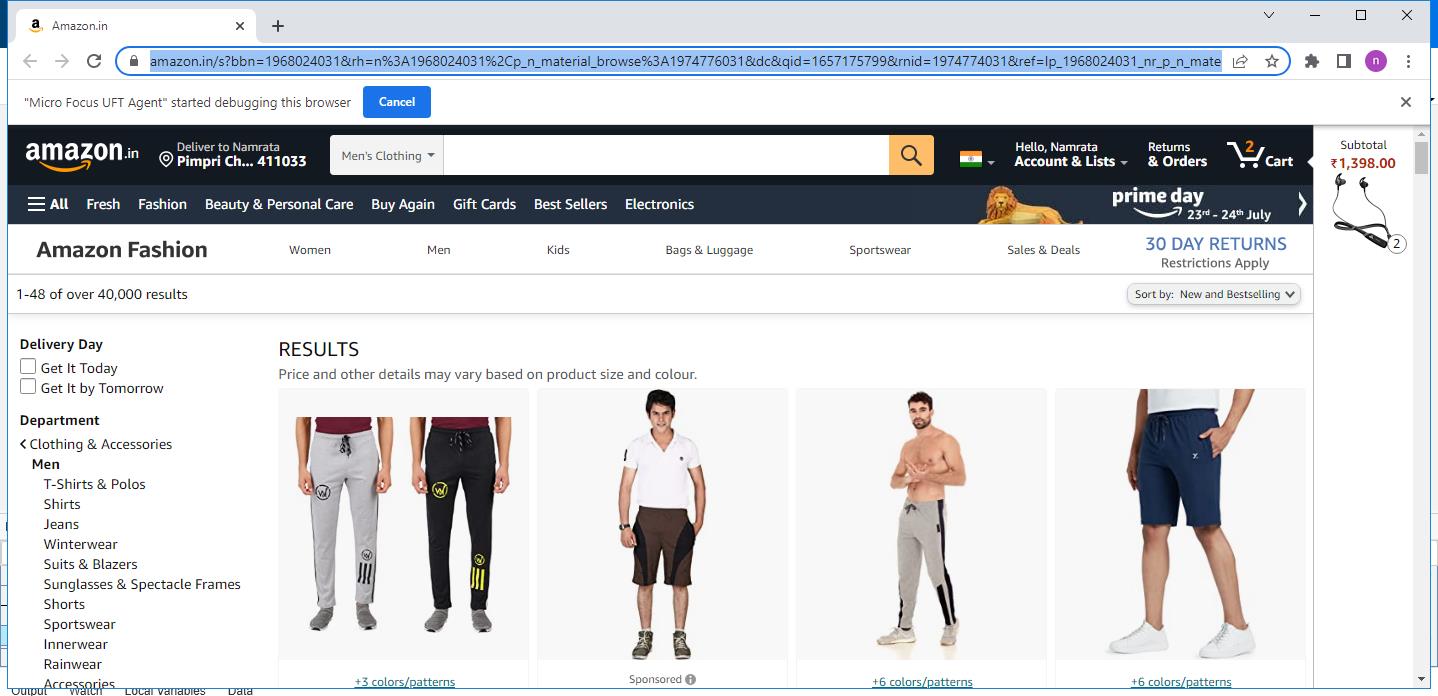 Amazon.in
amazon.in/s?bbn=1968024031&rh=n%3A1968024031%2Cp_n_material_browse%3A1974776031&dc&qid=1657175799&rnid=1974774031&ref=lp_1968024031_nr_p_n_mate
n
"Micro Focus UFT Agent" started debugging this browser
Cancel
amazon.in
Deliver to Namrata
Pimpri Ch... 411033
Men's Clothing
Hello, Namrata
Account & Lists
Returns
& Orders
2
Cart
Subtotal
₹1,398.00
2
All
Fresh
Fashion
Beauty & Personal Care
Buy Again
Gift Cards
Best Sellers
Electronics
prime day
23rd - 24th July
Amazon Fashion
Women
Men
Kids
Bags & Luggage
Sportswear
Sales & Deals
30 DAY RETURNS
Restrictions Apply
1-48 of over 40,000 results
Sort by: New and Bestselling
Delivery Day
Get It Today
Get It by Tomorrow
Department
Clothing & Accessories
Men
T-Shirts & Polos
Shirts
Jeans
Winterwear
Suits & Blazers
Sunglasses & Spectacle Frames
Shorts
Sportswear
Innerwear
Rainwear
Accessories
RESULTS
Price and other details may vary based on product size and colour.
+3 colors/patterns
Sponsored
+6 colors/patterns
+6 colors/patterns
Output
Watch
Local Variables
Data